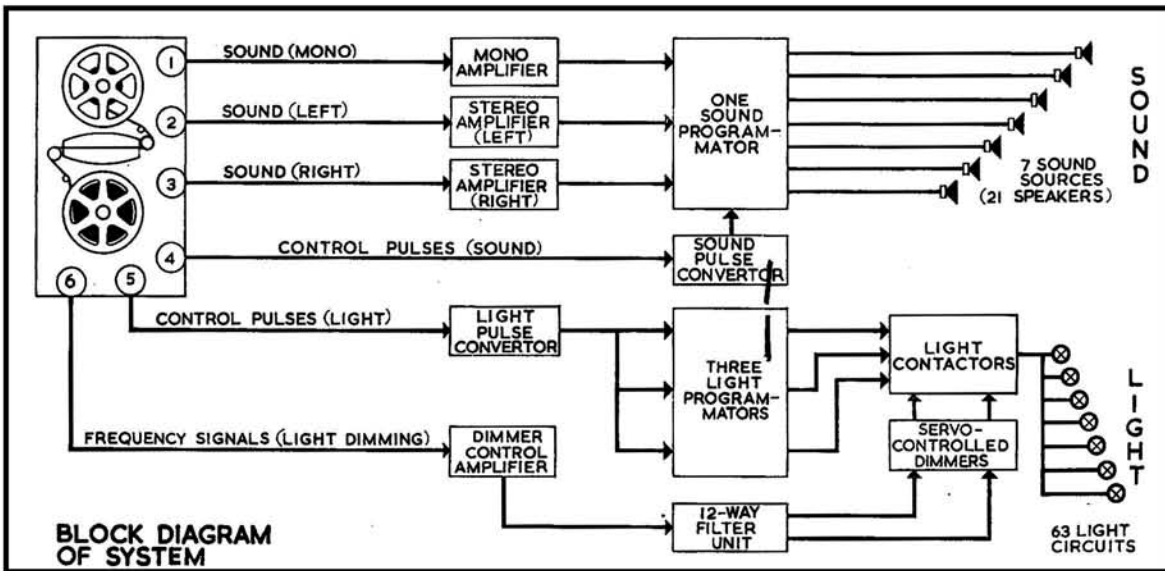 1
SOUND (MONO)
MONO
AMPLIFIER
2
SOUND (LEFT)
STEREO
AMPLIFIER
(LEFT)
3
SOUND (RIGHT)
STEREO
AMPLIFIER
(RIGHT)
ONE
SOUND
PROGRAM-
MATOR
7 SOUND
SOURCES
(21 SPEAKERS)
SOUND
4
CONTROL PULSES (SOUND)
SOUND
PULSE
CONVERTOR
6
5
CONTROL PULSES (LIGHT)
LIGHT
PULSE
CONVERTOR
THREE
LIGHT
PROGRAM-
MATORS
LIGHT
CONTACTORS
LIGHT
FREQUENCY SIGNALS (LIGHT DIMMING)
DIMMER
CONTROL
AMPLIFIER
SERVO-
CONTROLLED
DIMMERS
12-WAY
FILTER
UNIT
63 LIGHT
CIRCUITS
BLOCK DIAGRAM
OF SYSTEM